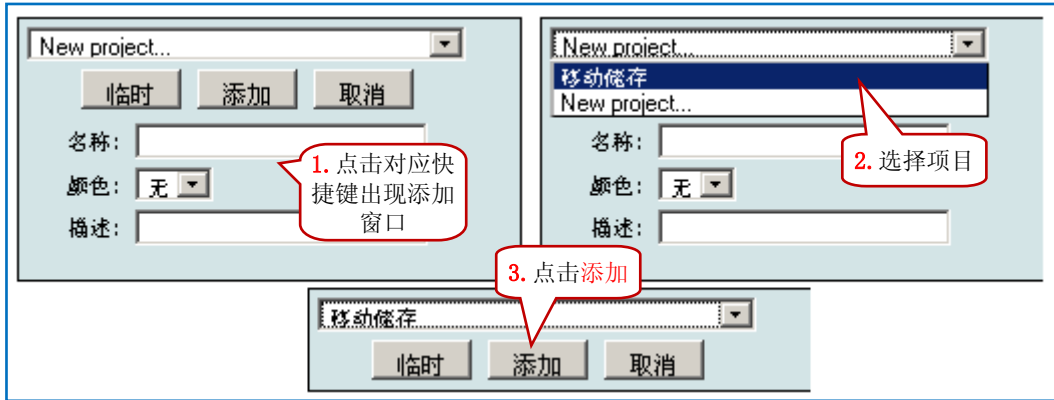 New project...
临时 添加 取消
名称：
颜色： 无
描述：
1. 点击对应快
捷键出现添加
窗口
New project...
移动储存
New project...
名称：
颜色： 无
描述：
2. 选择项目
3. 点击添加
移动储存
临时 添加 取消